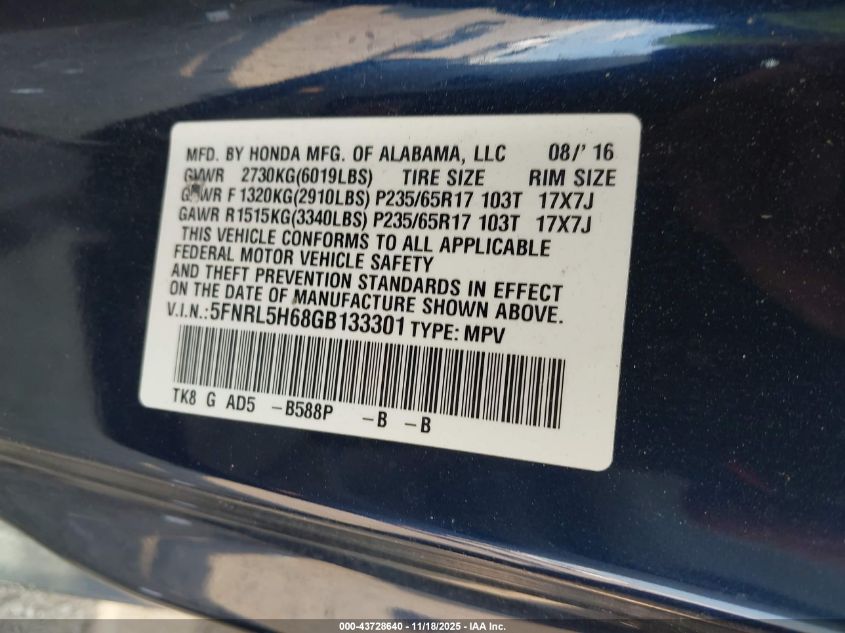 MFD. BY HONDA MFG. OF ALABAMA, LLC 08/' 16
GVWR 2730KG(6019LBS) TIRE SIZE RIM SIZE
GAWR F 1320KG(2910LBS) P235/65R17 103T 17X7J
GAWR R1515KG(3340LBS) P235/65R17 103T 17X7J
THIS VEHICLE CONFORMS TO ALL APPLICABLE
FEDERAL MOTOR VEHICLE SAFETY
AND THEFT PREVENTION STANDARDS IN EFFECT
ON THE DATE OF MANUFACTURE SHOWN ABOVE.
V.I.N.:5FNRL5H68GB133301 TYPE: MPV
TK8 G AD5 -B588P -B -B
000-43728640 - 11/18/2025 - IAA Inc.